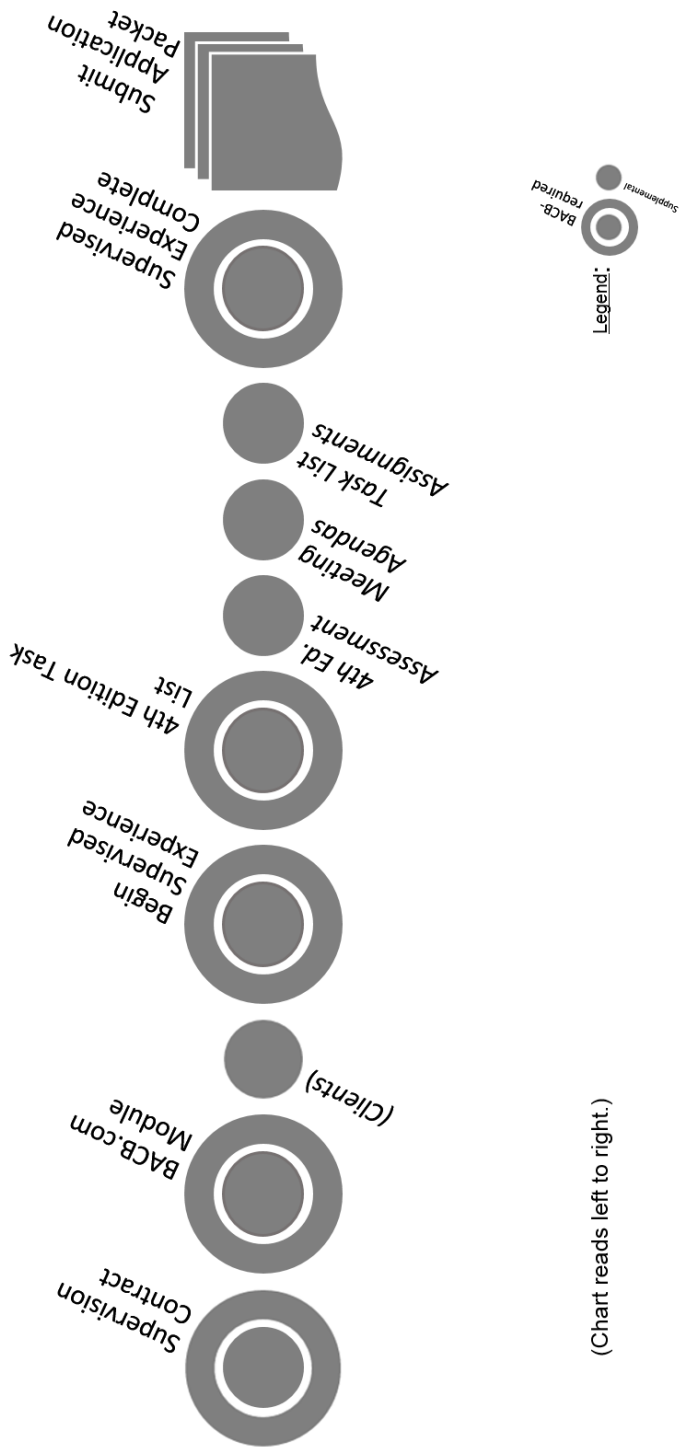 Supervision
Contract
BACB.com
Module
(Clients)
Begin
Supervised
Experience
4th Edition Task
List
4th Ed.
Assessment
Meeting
Agendas
Task List
Assignments
Supervised
Experience
Complete
Submit
Application
Packet
(Chart reads left to right.)
Legend:
BACB-
required
Supplemental